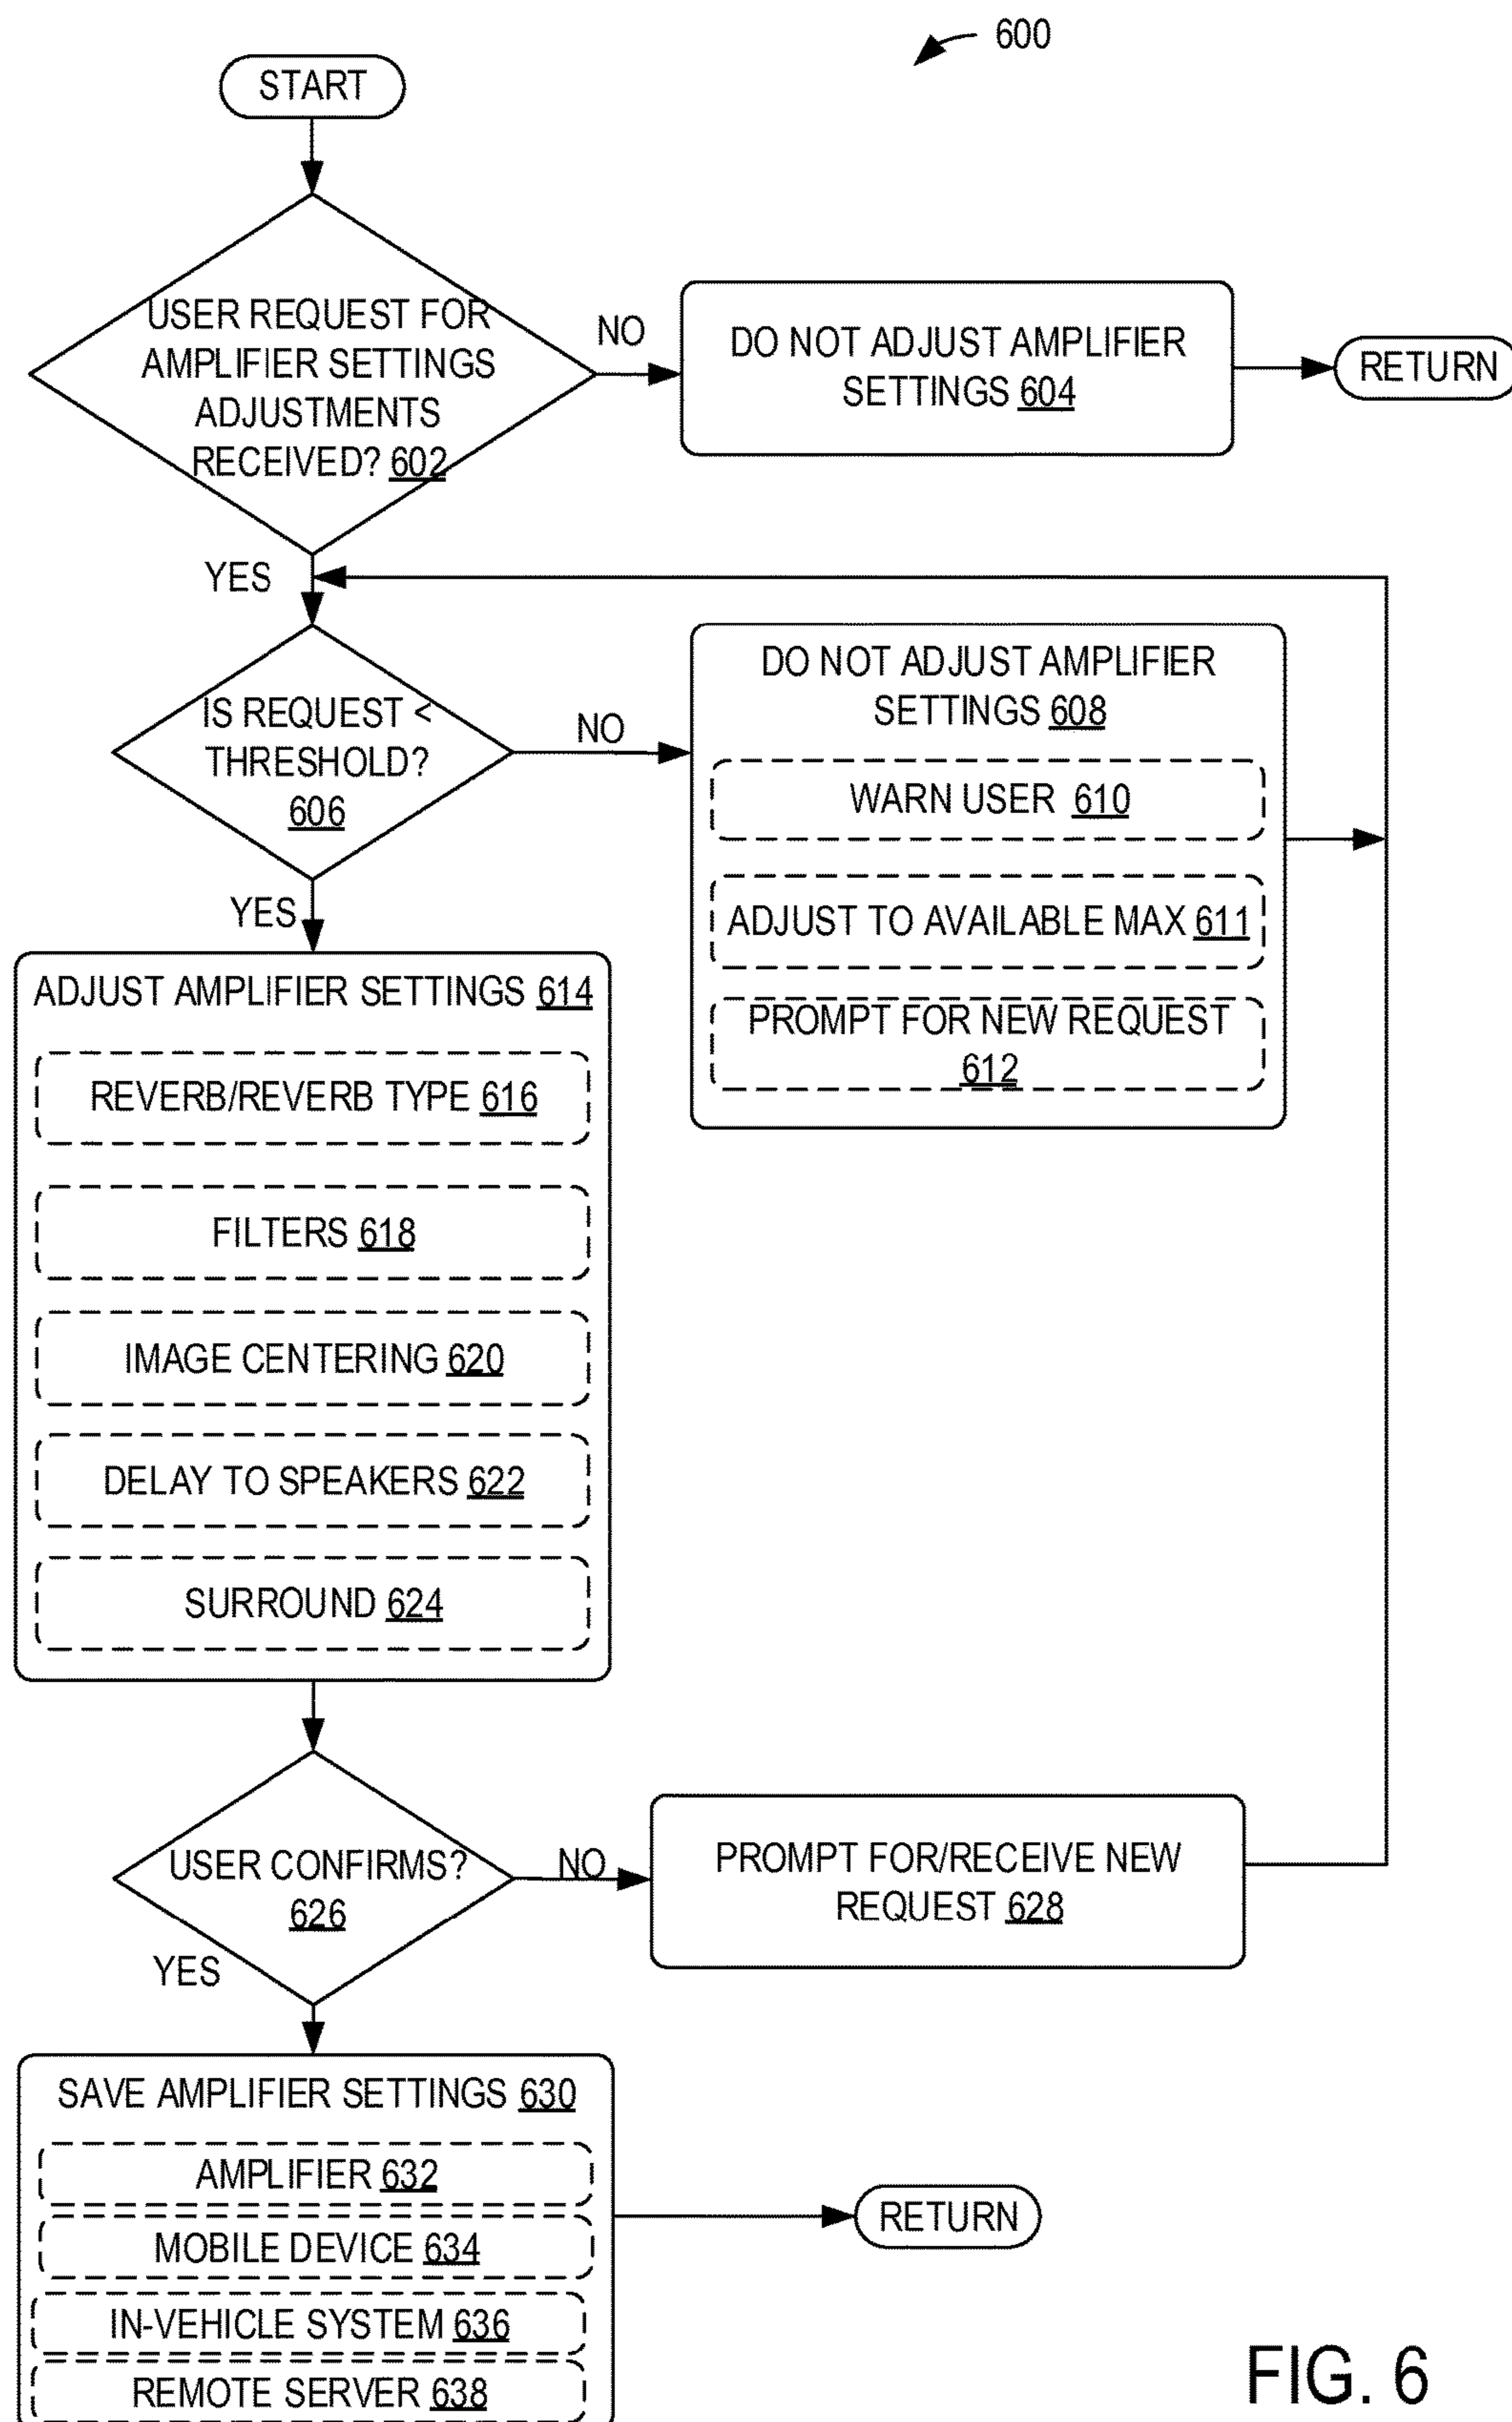 600
START
USER REQUEST FOR
AMPLIFIER SETTINGS
ADJUSTMENTS
RECEIVED? 602
NO
DO NOT ADJUST AMPLIFIER
SETTINGS 604
RETURN
YES
IS REQUEST <
THRESHOLD?
606
NO
DO NOT ADJUST AMPLIFIER
SETTINGS 608
WARN USER 610
ADJUST TO AVAILABLE MAX 611
PROMPT FOR NEW REQUEST
612
YES
ADJUST AMPLIFIER SETTINGS 614
REVERB/REVERB TYPE 616
FILTERS 618
IMAGE CENTERING 620
DELAY TO SPEAKERS 622
SURROUND 624
USER CONFIRMS?
626
NO
PROMPT FOR/RECEIVE NEW
REQUEST 628
YES
SAVE AMPLIFIER SETTINGS 630
AMPLIFIER 632
MOBILE DEVICE 634
IN-VEHICLE SYSTEM 636
REMOTE SERVER 638
RETURN
FIG. 6